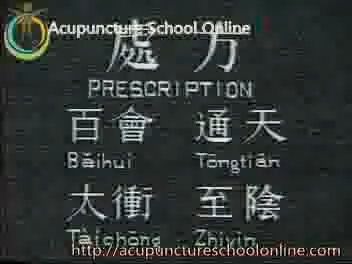 Acupuncture School Online
處方
PRESCRIPTION
百會 通天
Bǎihuì Tōngtiān
太衝 至陰
Tàichōng Zhìyīn
http://acupunctureschoolonline.com